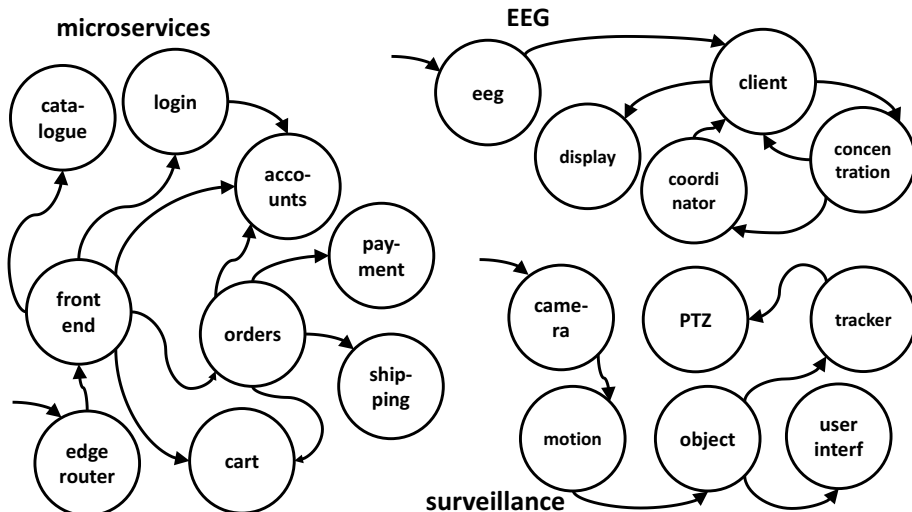 microservices
cata-
logue
login
acco-
unts
pay-
ment
front
end
orders
ship-
ping
edge
router
cart
EEG
eeg
client
display
coordi
nator
concen
tration
came-
ra
PTZ
tracker
motion
object
user
interf
surveillance